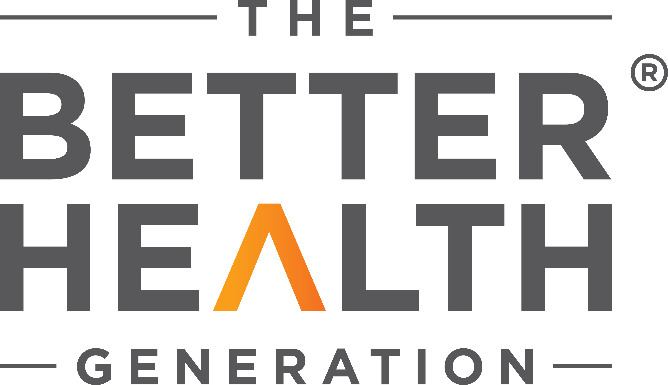 THE
BETTER®
HEALTH
GENERATION